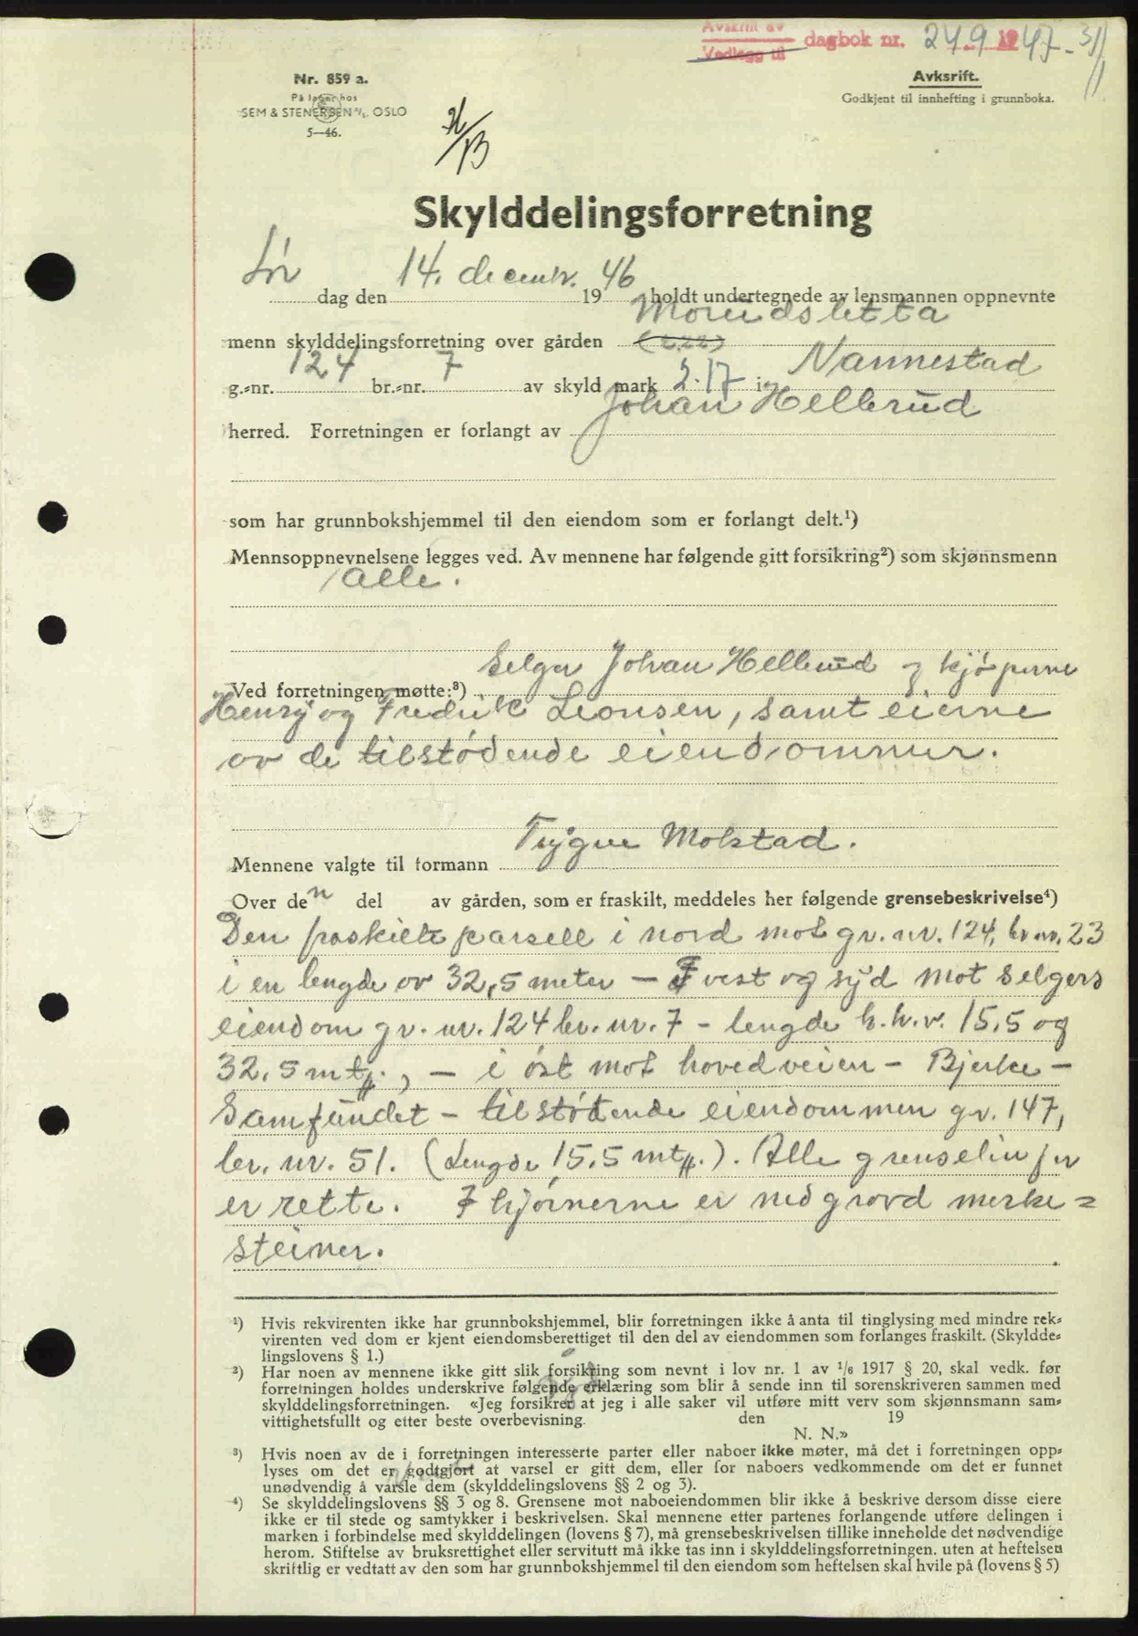 Avskrift av
Vedlegg til dagbok nr. 249 1947 - 31/1
Nr. 859 a.
På lager hos
SEM & STENERSEN A/S. OSLO
5—46.
Avksrift.
Godkjent til innhefting i grunnboka.
Skylddelingsforretning
Lør dag den 14. decembr. 1946 holdt undertegnede av lensmannen oppnevnte
menn skylddelingsforretning over gården Morudsletta
g.-nr. 124 br.-nr. 7 av skyld mark 2.17 i Nannestad
herred. Forretningen er forlangt av Johan Hellerud
som har grunnbokshjemmel til den eiendom som er forlangt delt.¹)
Mennsoppnevnelsene legges ved. Av mennene har følgende gitt forsikring²) som skjønnsmenn
Alle.
Ved forretningen møtte:³) Selger Johan Hellerud og kjøperne
Henry og Fredrik Leonsen, samt eierne
av de tilstødende eiendommer.
Mennene valgte til formann Trygve Molstad.
Over den del av gården, som er fraskilt, meddeles her følgende grensebeskrivelse⁴)
Den fraskilte parsell i nord mot gr. nr. 124, br. nr. 23
i en lengde av 32,5 meter — I vest og syd mot selgers
eiendom gr. nr. 124 br. nr. 7 - lengde h.h.v. 15,5 og
32,5 mtr., — i øst mot hovedveien - Bjerke -
Samfundet - tilstøtende eiendommen gr. 147,
br. nr. 51. (Lengde 15,5 mtr.). Alle grenselinjer
er rette. I hjørnerne er nedgravd merke=
steiner.
¹) Hvis rekvirenten ikke har grunnbokshjemmel, blir forretningen ikke å anta til tinglysing med mindre rek-
virenten ved dom er kjent eiendomsberettiget til den del av eiendommen som forlanges fraskilt. (Skyldde-
lingslovens § 1.)
²) Har noen av mennene ikke gitt slik forsikring som nevnt i lov nr. 1 av ¹/₆ 1917 § 20, skal vedk. før
forretningen holdes underskrive følgende erklæring som blir å sende inn til sorenskriveren sammen med
skylddelingsforretningen. «Jeg forsikrer at jeg i alle saker vil utføre mitt verv som skjønnsmann sam-
vittighetsfullt og etter beste overbevisning. den 19
N. N.»
³) Hvis noen av de i forretningen interesserte parter eller naboer ikke møter, må det i forretningen opp-
lyses om det er godtgjort at varsel er gitt dem, eller for naboers vedkommende om det er funnet
unødvendig å varsle dem (skylddelingslovens §§ 2 og 3).
⁴) Se skylddelingslovens §§ 3 og 8. Grensene mot naboeiendommen blir ikke å beskrive dersom disse eiere
ikke er til stede og samtykker i beskrivelsen. Skal mennene etter partenes forlangende utføre delingen i
marken i forbindelse med skylddelingen (lovens § 7), må grensebeskrivelsen tillike inneholde det nødvendige
herom. Stiftelse av bruksrettighet eller servitutt må ikke tas inn i skylddelingsforretningen, uten at heftelsen
skriftlig er vedtatt av den som har grunnbokshjemmel til den eiendom som heftelsen skal hvile på (lovens § 5)